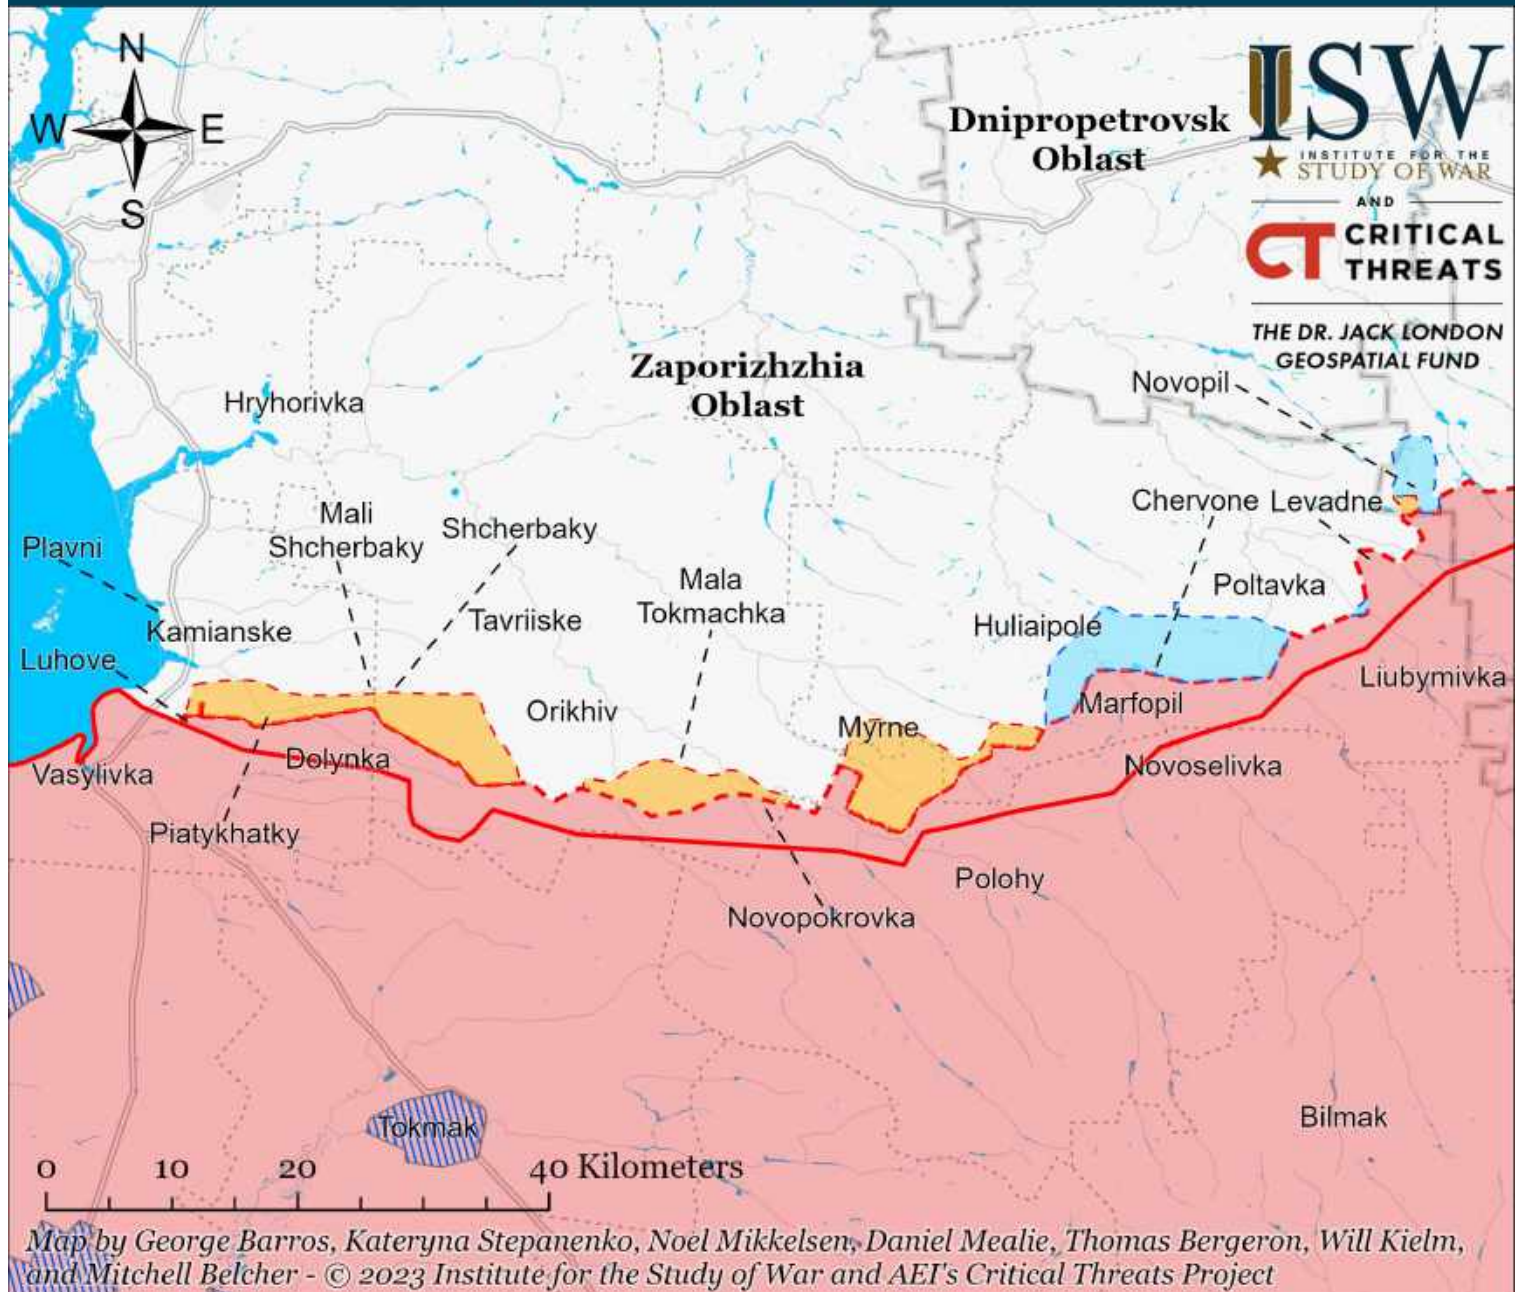 N
W E
S
Dnipropetrovsk
Oblast
ISW
INSTITUTE FOR THE
STUDY OF WAR
AND
CT CRITICAL
THREATS
THE DR. JACK LONDON
GEOSPATIAL FUND
Zaporizhzhia
Oblast
Novopil
Hryhorivka
Mali
Shcherbaky
Shcherbaky
Chervone
Levadne
Plavni
Mala
Tokmachka
Poltavka
Kamianske
Tavriiske
Huliaipole
Luhove
Orikhiv
Marfopil
Liubymivka
Myrne
Vasylivka
Dolynka
Novoselivka
Piatykhatky
Polohy
Novopokrovka
Tokmak
Bilmak
0 10 20 40 Kilometers
Map by George Barros, Kateryna Stepanenko, Noel Mikkelsen, Daniel Mealie, Thomas Bergeron, Will Kielm,
and Mitchell Belcher - © 2023 Institute for the Study of War and AEI's Critical Threats Project